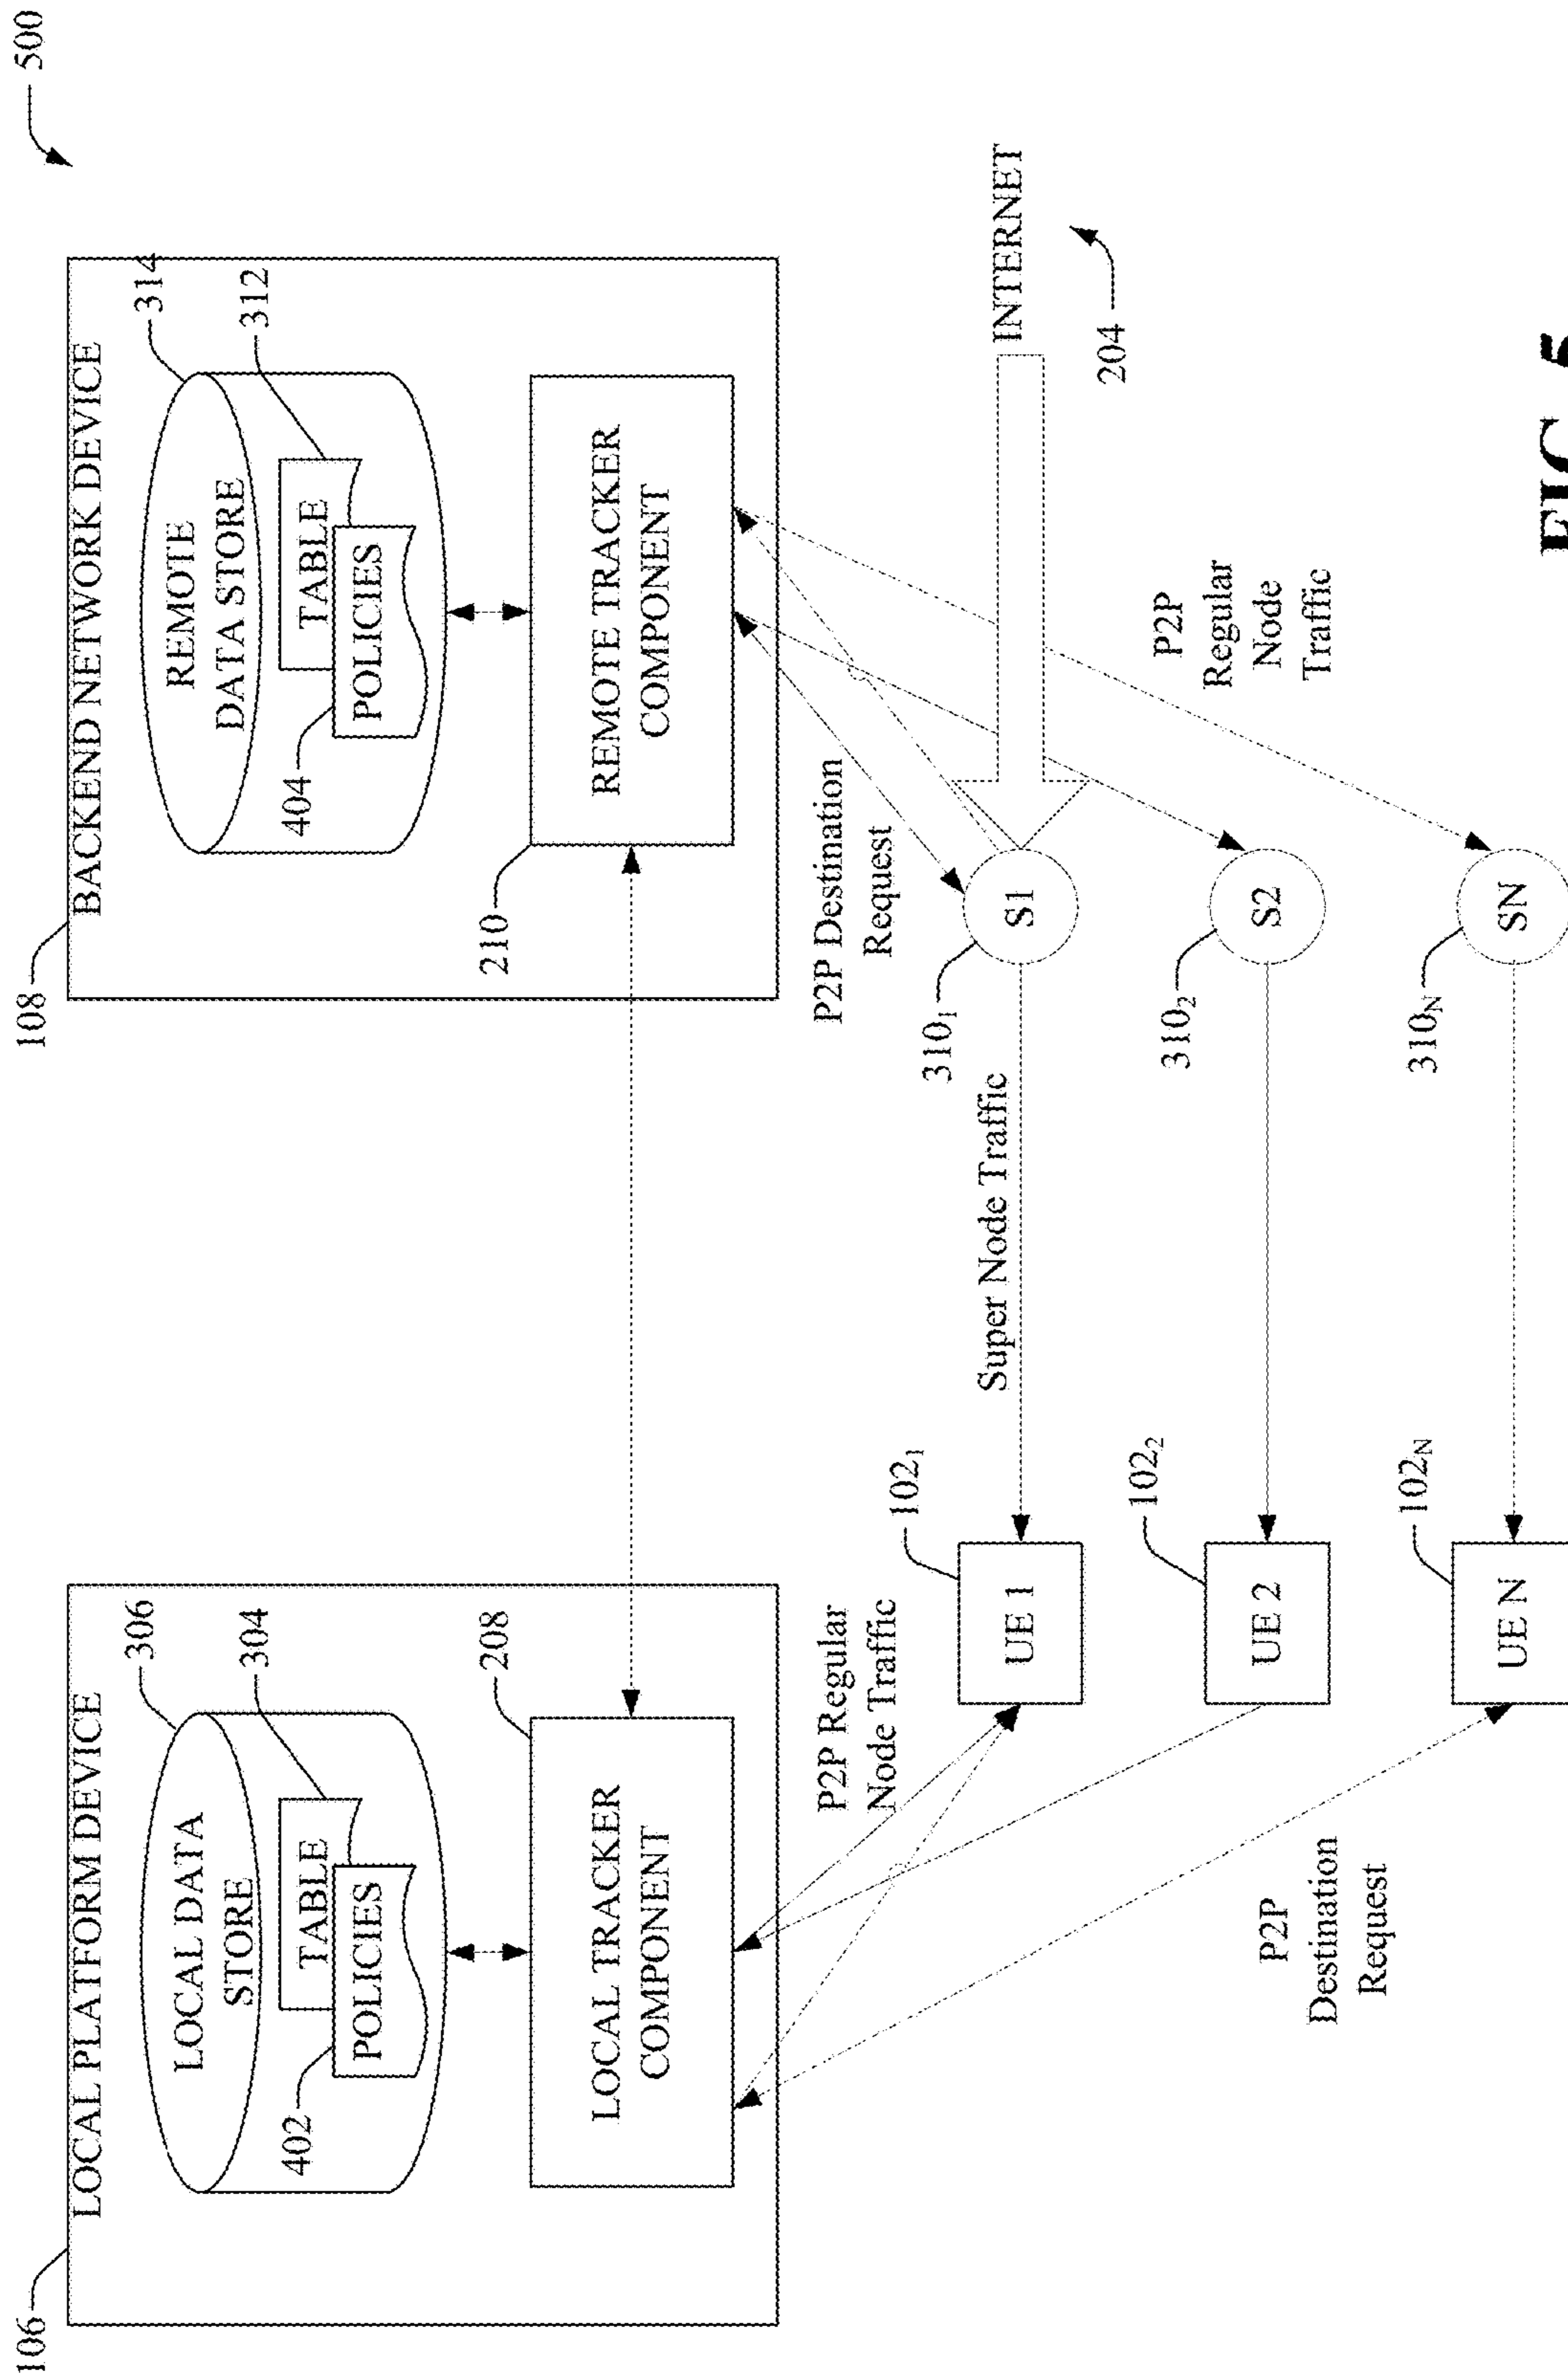 500
106
LOCAL PLATFORM DEVICE
LOCAL DATA
STORE
306
TABLE
304
POLICIES
402
LOCAL TRACKER
COMPONENT
208
108
BACKEND NETWORK DEVICE
REMOTE
DATA STORE
314
TABLE
312
POLICIES
404
REMOTE TRACKER
COMPONENT
210
P2P Regular
Node Traffic
P2P
Destination
Request
UE 1
102₁
UE 2
102₂
UE N
102N
Super Node Traffic
P2P Destination
Request
S1
310₁
S2
310₂
SN
310N
INTERNET
204
P2P
Regular
Node
Traffic
FIG. 5